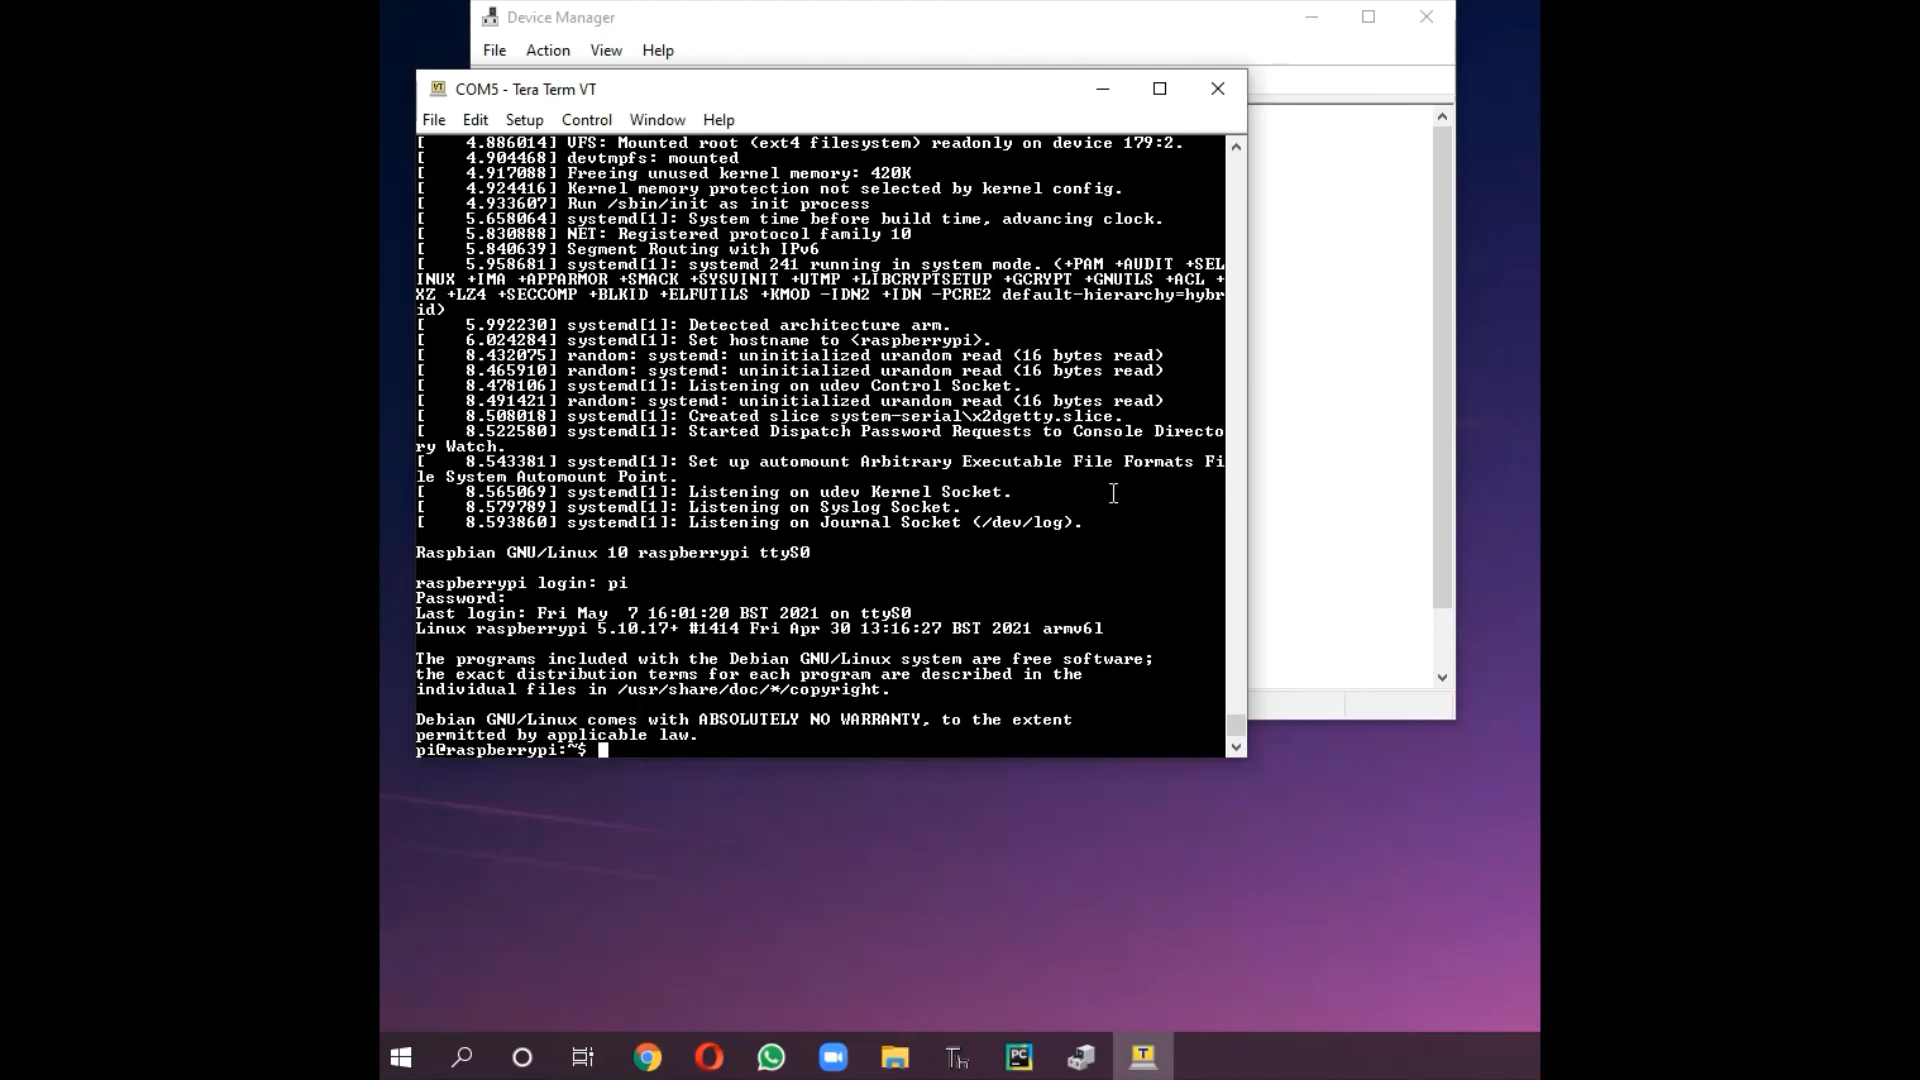 Device Manager
File Action View Help
COM5 - Tera Term VT
File Edit Setup Control Window Help
[    4.886014] VFS: Mounted root (ext4 filesystem) readonly on device 179:2.
[    4.904468] devtmpfs: mounted
[    4.917088] Freeing unused kernel memory: 420K
[    4.924416] Kernel memory protection not selected by kernel config.
[    4.933607] Run /sbin/init as init process
[    5.658064] systemd[1]: System time before build time, advancing clock.
[    5.830888] NET: Registered protocol family 10
[    5.840639] Segment Routing with IPv6
[    5.958681] systemd[1]: systemd 241 running in system mode. (+PAM +AUDIT +SEL
INUX +IMA +APPARMOR +SMACK +SYSVINIT +UTMP +LIBCRYPTSETUP +GCRYPT +GNUTLS +ACL +
XZ +LZ4 +SECCOMP +BLKID +ELFUTILS +KMOD -IDN2 +IDN -PCRE2 default-hierarchy=hybr
id)
[    5.992230] systemd[1]: Detected architecture arm.
[    6.024284] systemd[1]: Set hostname to <raspberrypi>.
[    8.432075] random: systemd: uninitialized urandom read (16 bytes read)
[    8.465910] random: systemd: uninitialized urandom read (16 bytes read)
[    8.478106] systemd[1]: Listening on udev Control Socket.
[    8.491421] random: systemd: uninitialized urandom read (16 bytes read)
[    8.508018] systemd[1]: Created slice system-serial\x2dgetty.slice.
[    8.522580] systemd[1]: Started Dispatch Password Requests to Console Directo
ry Watch.
[    8.543381] systemd[1]: Set up automount Arbitrary Executable File Formats Fi
le System Automount Point.
[    8.565069] systemd[1]: Listening on udev Kernel Socket.
[    8.579789] systemd[1]: Listening on Syslog Socket.
[    8.593860] systemd[1]: Listening on Journal Socket (/dev/log).
Raspbian GNU/Linux 10 raspberrypi ttyS0
raspberrypi login: pi
Password:
Last login: Fri May  7 16:01:20 BST 2021 on ttyS0
Linux raspberrypi 5.10.17+ #1414 Fri Apr 30 13:16:27 BST 2021 armv6l
The programs included with the Debian GNU/Linux system are free software;
the exact distribution terms for each program are described in the
individual files in /usr/share/doc/*/copyright.
Debian GNU/Linux comes with ABSOLUTELY NO WARRANTY, to the extent
permitted by applicable law.
pi@raspberrypi:~$
Th PC T